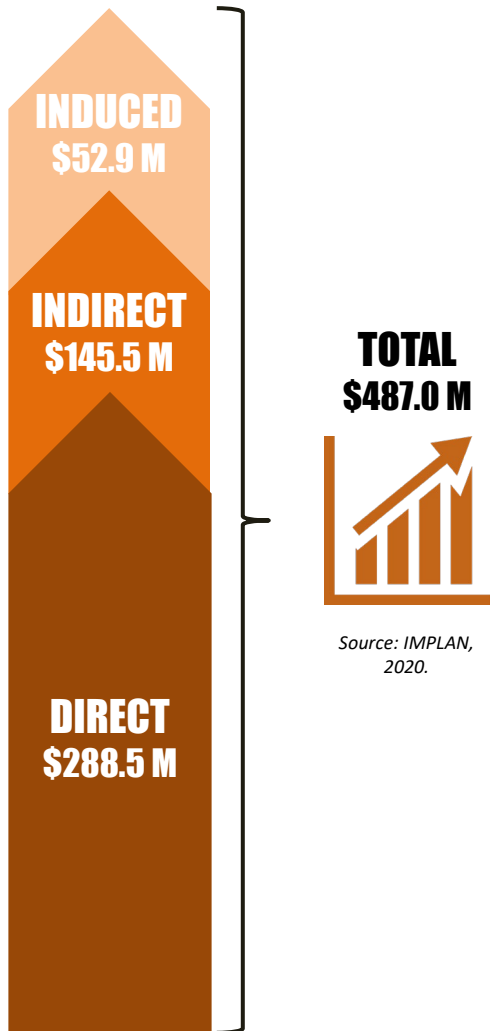 INDUCED
$52.9 M
INDIRECT
$145.5 M
DIRECT
$288.5 M
TOTAL
$487.0 M
Source: IMPLAN,
2020.